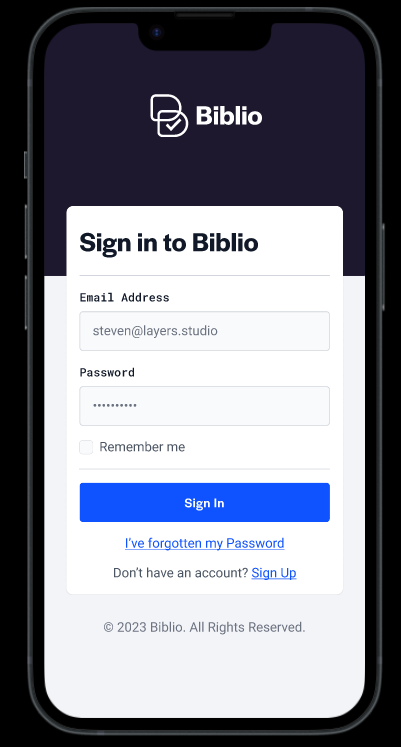 Biblio
Sign in to Biblio
Email Address
steven@layers.studio
Password
••••••••••
Remember me
Sign In
I've forgotten my Password
Don't have an account? Sign Up
© 2023 Biblio. All Rights Reserved.